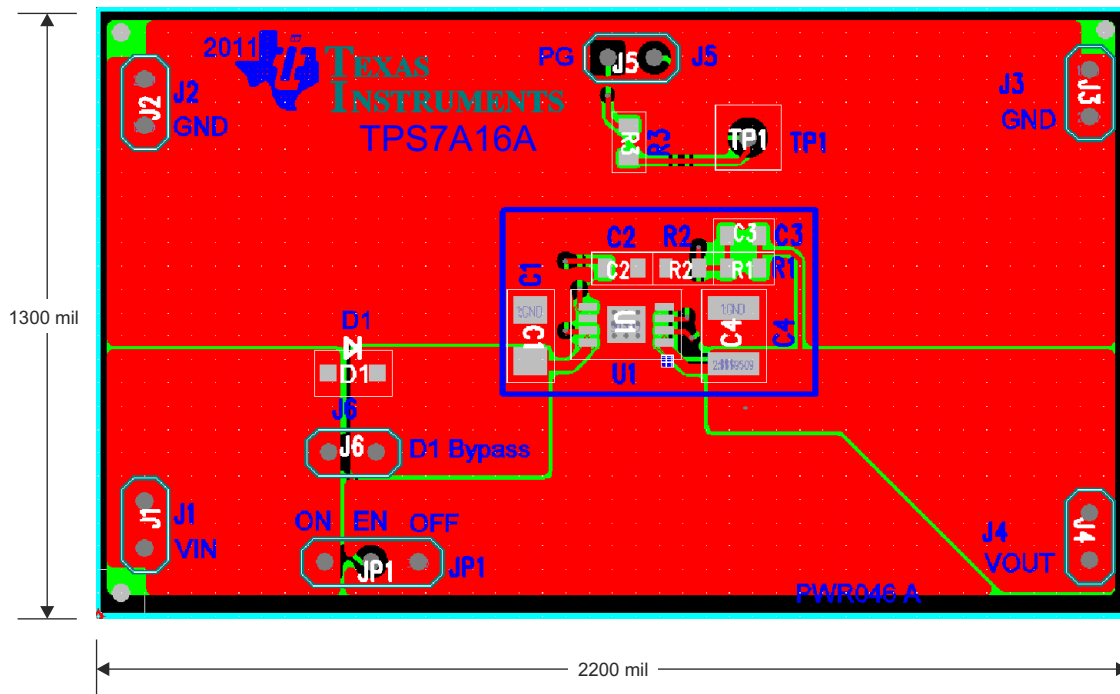 2011
TEXAS
INSTRUMENTS
TPS7A16A
PG
J5
J5
J2
J2
GND
J3
J3
GND
R3
R3
TP1
TP1
1300 mil
C2
R2
C3
C3
C2
R2
R1
R1
C1
1GND
C1
U1
U1
1GND
C4
C4
D1
D1
J6
J6
D1 Bypass
J1
J1
VIN
ON EN OFF
JP1
JP1
J4
J4
VOUT
PWR046 A
2200 mil